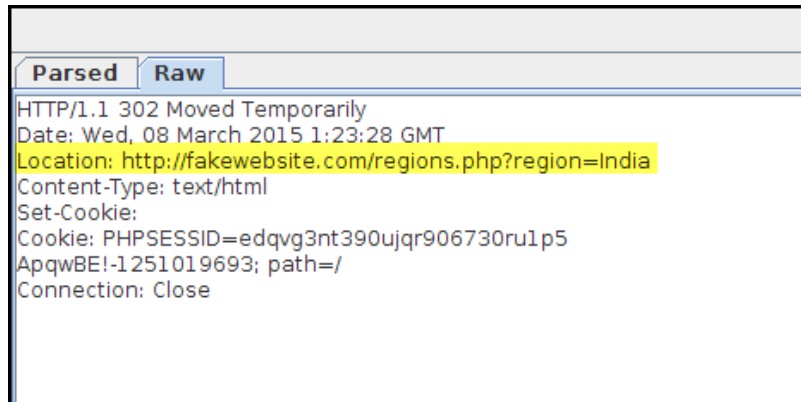 Parsed Raw
HTTP/1.1 302 Moved Temporarily
Date: Wed, 08 March 2015 1:23:28 GMT
Location: http://fakewebsite.com/regions.php?region=India
Content-Type: text/html
Set-Cookie:
Cookie: PHPSESSID=edqvg3nt390ujqr906730ru1p5
ApqwBE!-1251019693; path=/
Connection: Close